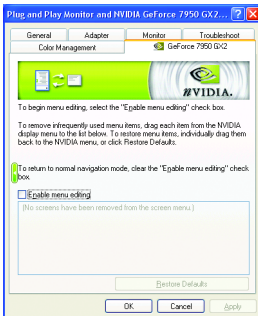 Plug and Play Monitor and NVIDIA GeForce 7950 GX2...
General Adapter Monitor Troubleshoot
Color Management GeForce 7950 GX2
NVIDIA.
To begin menu editing, select the "Enable menu editing" check box.
To remove infrequently used menu items, drag each item from the NVIDIA
display menu to the list below. To restore menu items, individually drag them
back to the NVIDIA menu, or click Restore Defaults.
To return to normal navigation mode, clear the "Enable menu editing" check
box.
Enable menu editing
(No screens have been removed from the screen menu.)
Restore Defaults
OK Cancel Apply